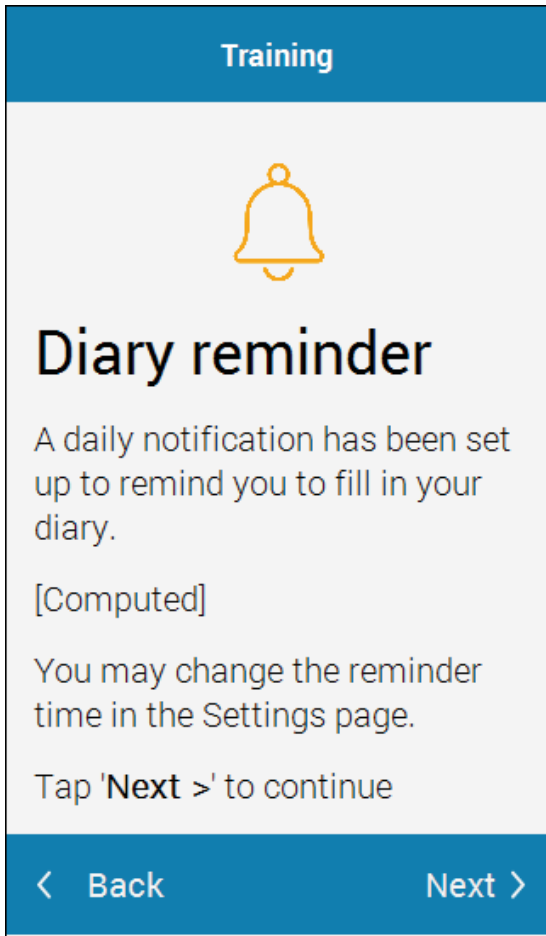 Training
Diary reminder
A daily notification has been set
up to remind you to fill in your
diary.
[Computed]
You may change the reminder
time in the Settings page.
Tap 'Next >' to continue
< Back Next >